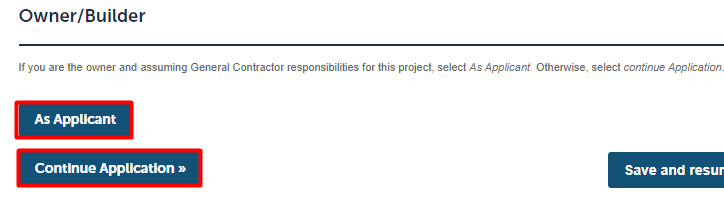 Owner/Builder
If you are the owner and assuming General Contractor responsibilities for this project, select As Applicant. Otherwise, select continue Application.
As Applicant
Continue Application »
Save and resu